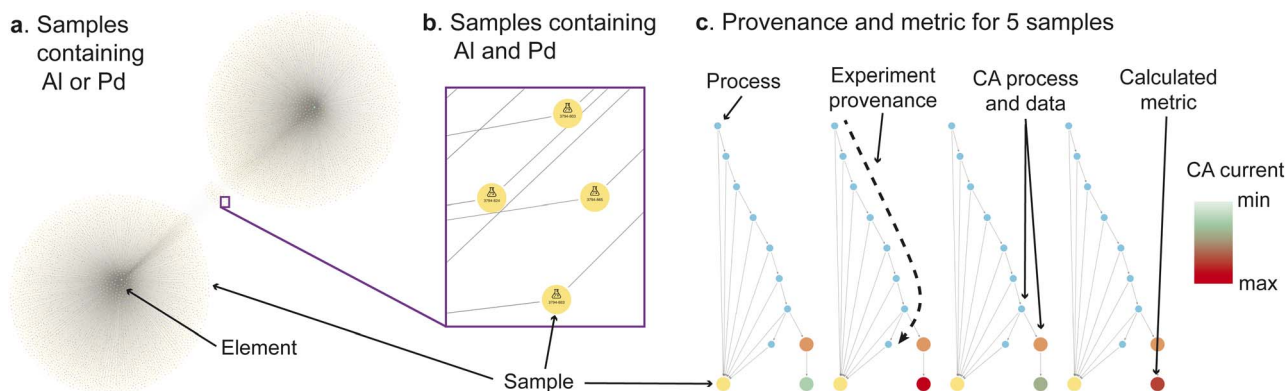 a. Samples
containing
Al or Pd
b. Samples containing
Al and Pd
c. Provenance and metric for 5 samples
Process
Experiment
provenance
CA process
and data
Calculated
metric
CA current
min
max
Element
Sample